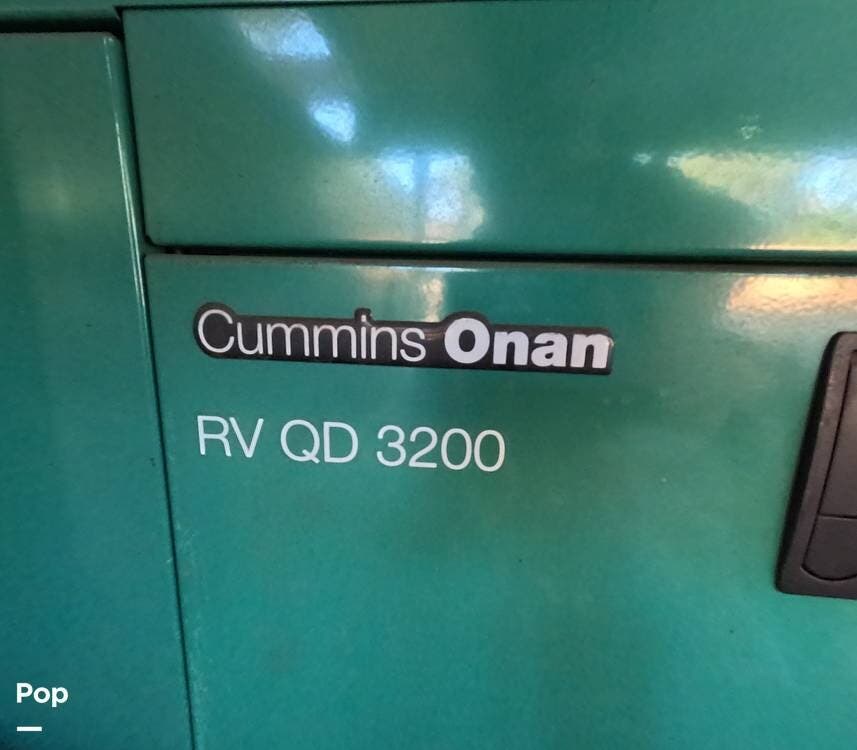 Cummins Onan
RV QD 3200
Pop